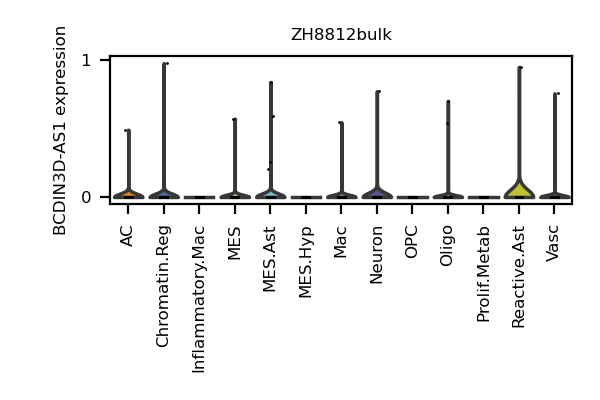 ZH8812bulk
BCDIN3D-AS1 expression
1
0
AC
Chromatin.Reg
Inflammatory.Mac
MES
MES.Ast
MES.Hyp
Mac
Neuron
OPC
Oligo
Prolif.Metab
Reactive.Ast
Vasc